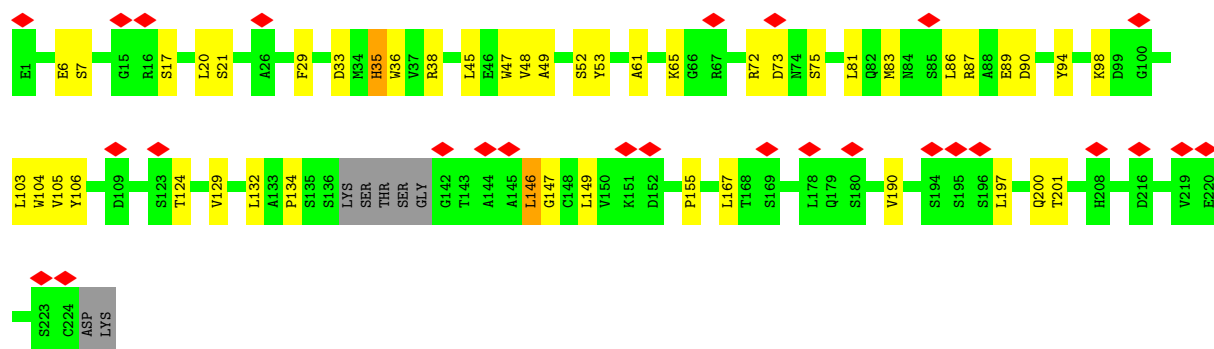 E1 E6 S7 G15 R16 S17 L20 S21 A26 F29 D33 M34 H35 W36 V37 R38 L45 E46 W47 V48 A49 S52 Y53 A61 K65 G66 R67 R72 D73 N74 S75 L81 Q82 M83 N84 S85 L86 R87 A88 E89 D90 Y94 K98 D99 G100
L103 W104 V105 Y106 D109 S123 T124 V129 L132 A133 P134 S135 S136 LYS SER THR SER GLY G142 T143 A144 A145 L146 G147 C148 L149 V150 K151 D152 P155 L167 T168 S169 L178 Q179 S180 V190 S194 S195 S196 L197 Q200 T201 H208 D216 V219 E220
S223 C224 ASP LYS